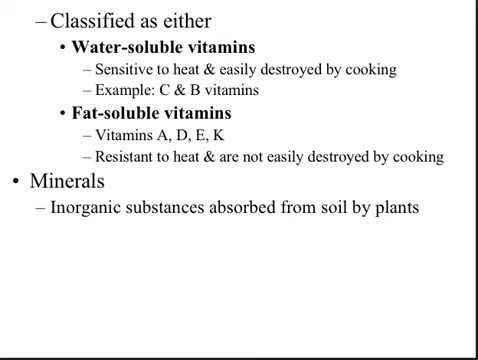 – Classified as either
• Water-soluble vitamins
– Sensitive to heat & easily destroyed by cooking
– Example: C & B vitamins
• Fat-soluble vitamins
– Vitamins A, D, E, K
– Resistant to heat & are not easily destroyed by cooking
• Minerals
– Inorganic substances absorbed from soil by plants